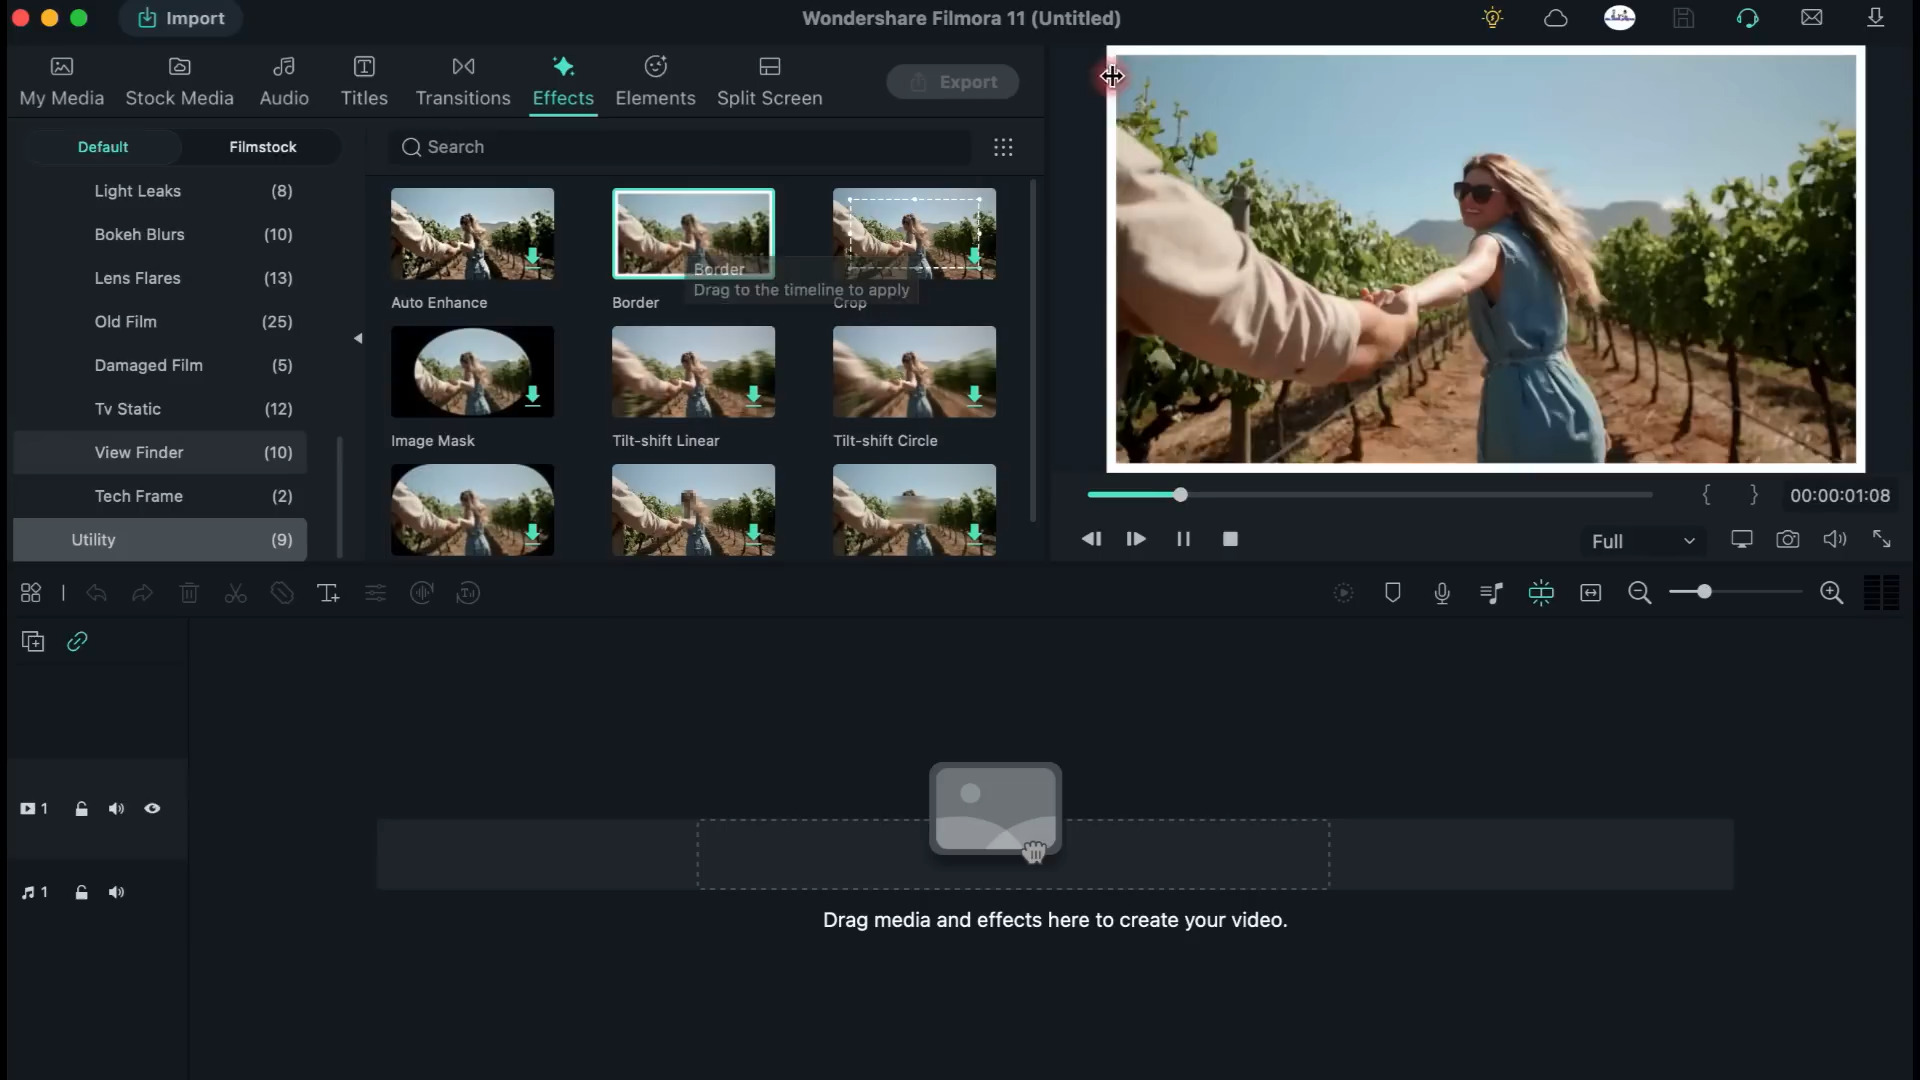 Import
Wondershare Filmora 11 (Untitled)
My Media
Stock Media
Audio
Titles
Transitions
Effects
Elements
Split Screen
Export
Default
Filmstock
Search
Light Leaks (8)
Bokeh Blurs (10)
Lens Flares (13)
Old Film (25)
Damaged Film (5)
Tv Static (12)
View Finder (10)
Tech Frame (2)
Utility (9)
Auto Enhance
Border
Crop
Border
Drag to the timeline to apply
Image Mask
Tilt-shift Linear
Tilt-shift Circle
{ }
00:00:01:08
Full
1
1
Drag media and effects here to create your video.